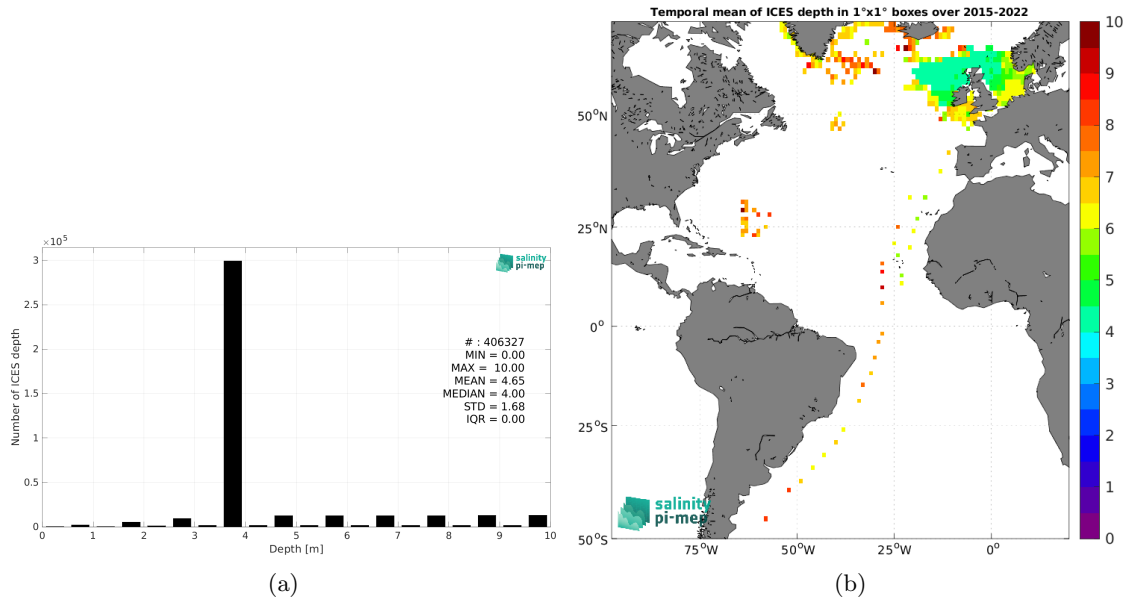 ×10⁵
3
2.5
2
1.5
1
0.5
0
Number of ICES depth
salinity
pi-mep
# : 406327
MIN = 0.00
MAX = 10.00
MEAN = 4.65
MEDIAN = 4.00
STD = 1.68
IQR = 0.00
0 1 2 3 4 5 6 7 8 9 10
Depth [m]
(a)
Temporal mean of ICES depth in 1°x1° boxes over 2015-2022
50°N
25°N
0°
25°S
50°S
75°W 50°W 25°W 0°
salinity
pi-mep
10
9
8
7
6
5
4
3
2
1
0
(b)